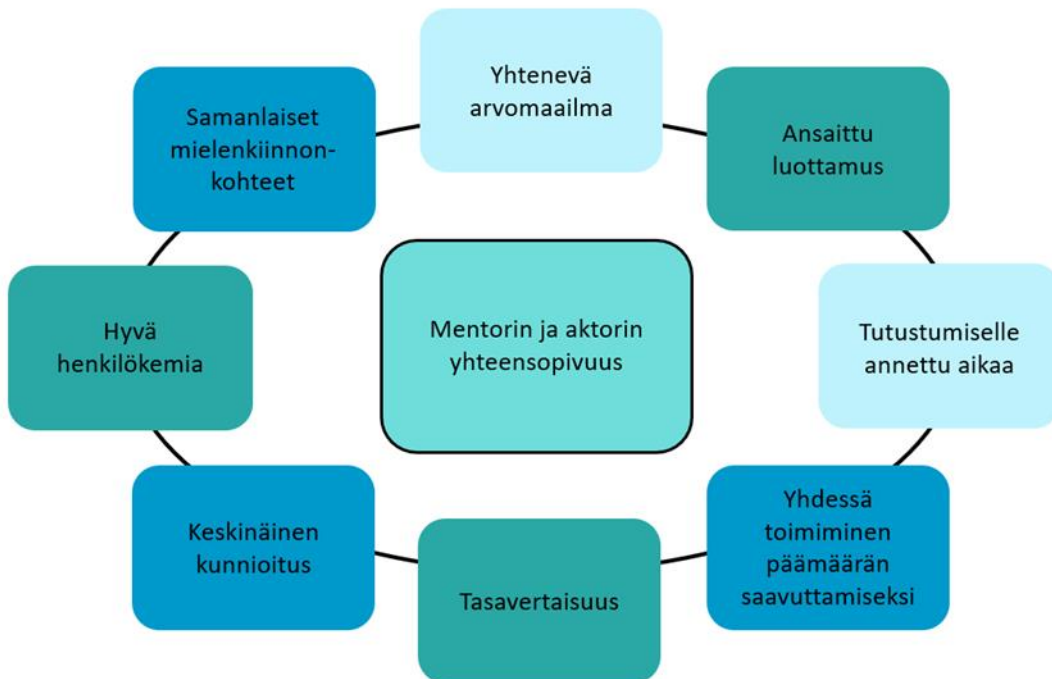 Yhtenevä
arvomaailma
Ansaittu
luottamus
Tutustumiselle
annettu aikaa
Yhdessä
toimiminen
päämäärän
saavuttamiseksi
Tasavertaisuus
Keskinäinen
kunnioitus
Hyvä
henkilökemia
Samanlaiset
mielenkiinnon-
kohteet
Mentorin ja aktorin
yhteensopivuus